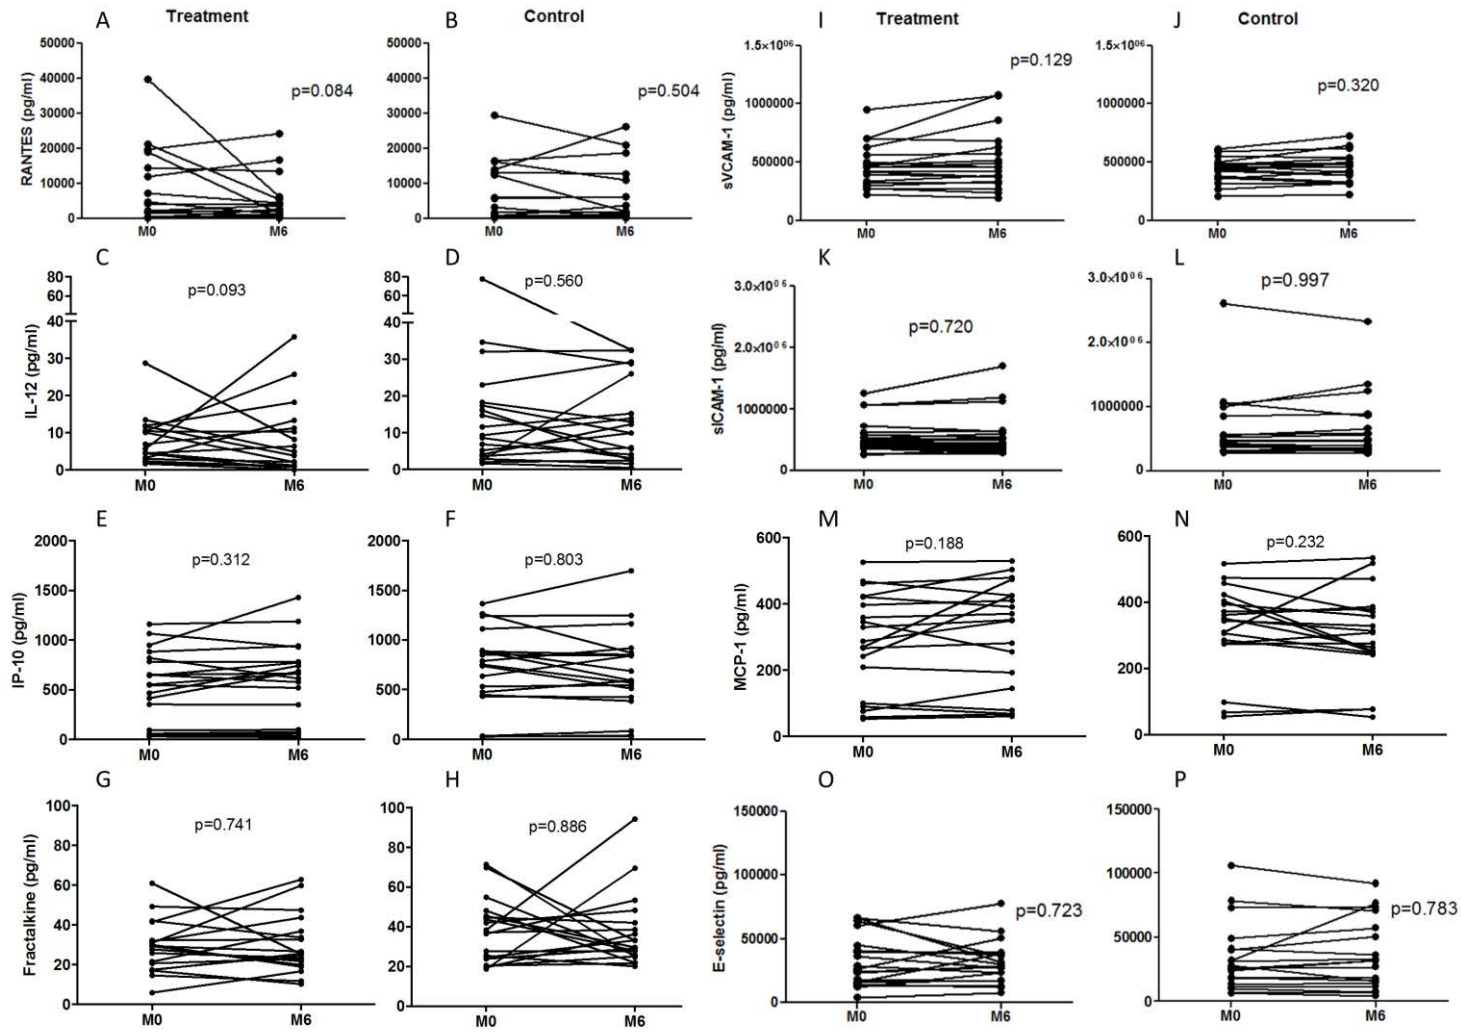 A Treatment
B Control
I Treatment
J Control
RANTES (pg/ml)
50000
40000
30000
20000
10000
0
p=0.084
M0 M6
50000
40000
30000
20000
10000
0
p=0.504
M0 M6
sVCAM-1 (pg/ml)
1.5×10⁰⁶
1000000
500000
0
p=0.129
M0 M6
1.5×10⁰⁶
1000000
500000
0
p=0.320
M0 M6
C
IL-12 (pg/ml)
80
60
40
30
20
10
0
p=0.093
M0 M6
D
80
60
40
30
20
10
0
p=0.560
M0 M6
K
sICAM-1 (pg/ml)
3.0×10⁰⁶
2.0×10⁰⁶
1000000
0
p=0.720
M0 M6
L
3.0×10⁰⁶
2.0×10⁰⁶
1000000
0
p=0.997
M0 M6
E
IP-10 (pg/ml)
2000
1500
1000
500
0
p=0.312
M0 M6
F
2000
1500
1000
500
0
p=0.803
M0 M6
M
MCP-1 (pg/ml)
600
400
200
0
p=0.188
M0 M6
N
600
400
200
0
p=0.232
M0 M6
G
Fractalkine (pg/ml)
100
80
60
40
20
0
p=0.741
M0 M6
H
100
80
60
40
20
0
p=0.886
M0 M6
O
E-selectin (pg/ml)
150000
100000
50000
0
p=0.723
M0 M6
P
150000
100000
50000
0
p=0.783
M0 M6